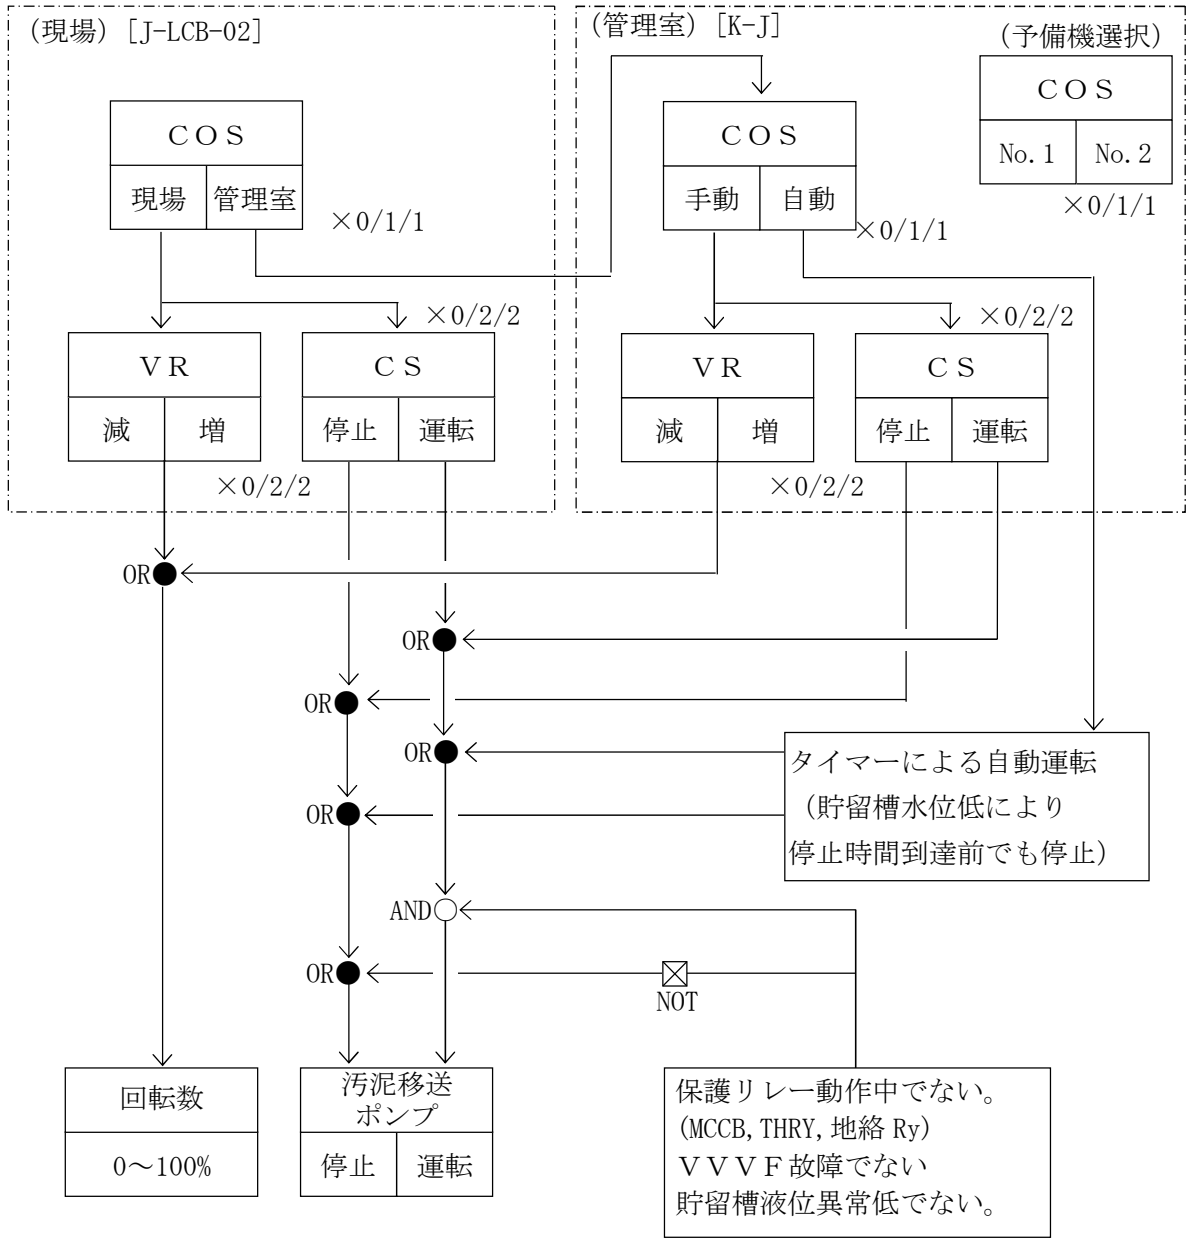 (現場) [J-LCB-02]
(管理室) [K-J]
(予備機選択)
ＣＯＳ
現場 管理室
×0/1/1
ＣＯＳ
手動 自動
×0/1/1
ＣＯＳ
No.1 No.2
×0/1/1
×0/2/2
×0/2/2
ＶＲ
減 増
×0/2/2
ＣＳ
停止 運転
ＶＲ
減 増
×0/2/2
ＣＳ
停止 運転
OR
OR
OR
OR
タイマーによる自動運転
(貯留槽水位低により
停止時間到達前でも停止)
OR
AND
OR
NOT
回転数
0～100%
汚泥移送
ポンプ
停止 運転
保護リレー動作中でない。
(MCCB,THRY,地絡 Ry)
ＶＶＶＦ故障でない
貯留槽液位異常低でない。